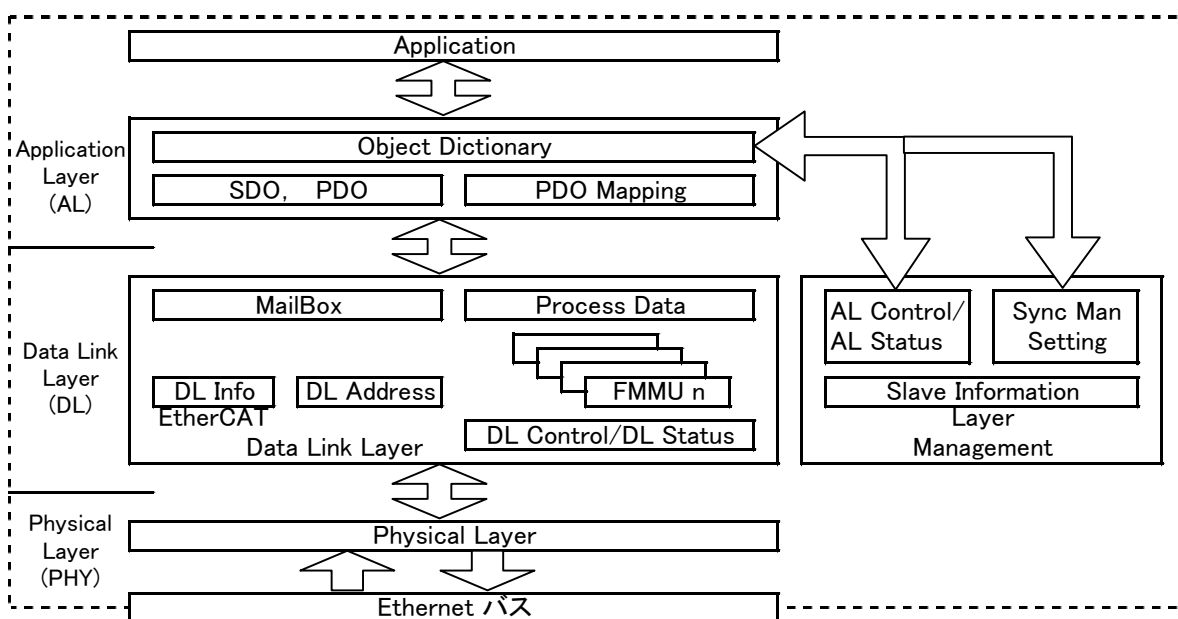 Application
Application
Layer
(AL)
Object Dictionary
SDO, PDO
PDO Mapping
Data Link
Layer
(DL)
MailBox
Process Data
DL Info
DL Address
FMMU n
EtherCAT
Data Link Layer
DL Control/DL Status
AL Control/
AL Status
Sync Man
Setting
Slave Information
Layer
Management
Physical
Layer
(PHY)
Physical Layer
Ethernet バス